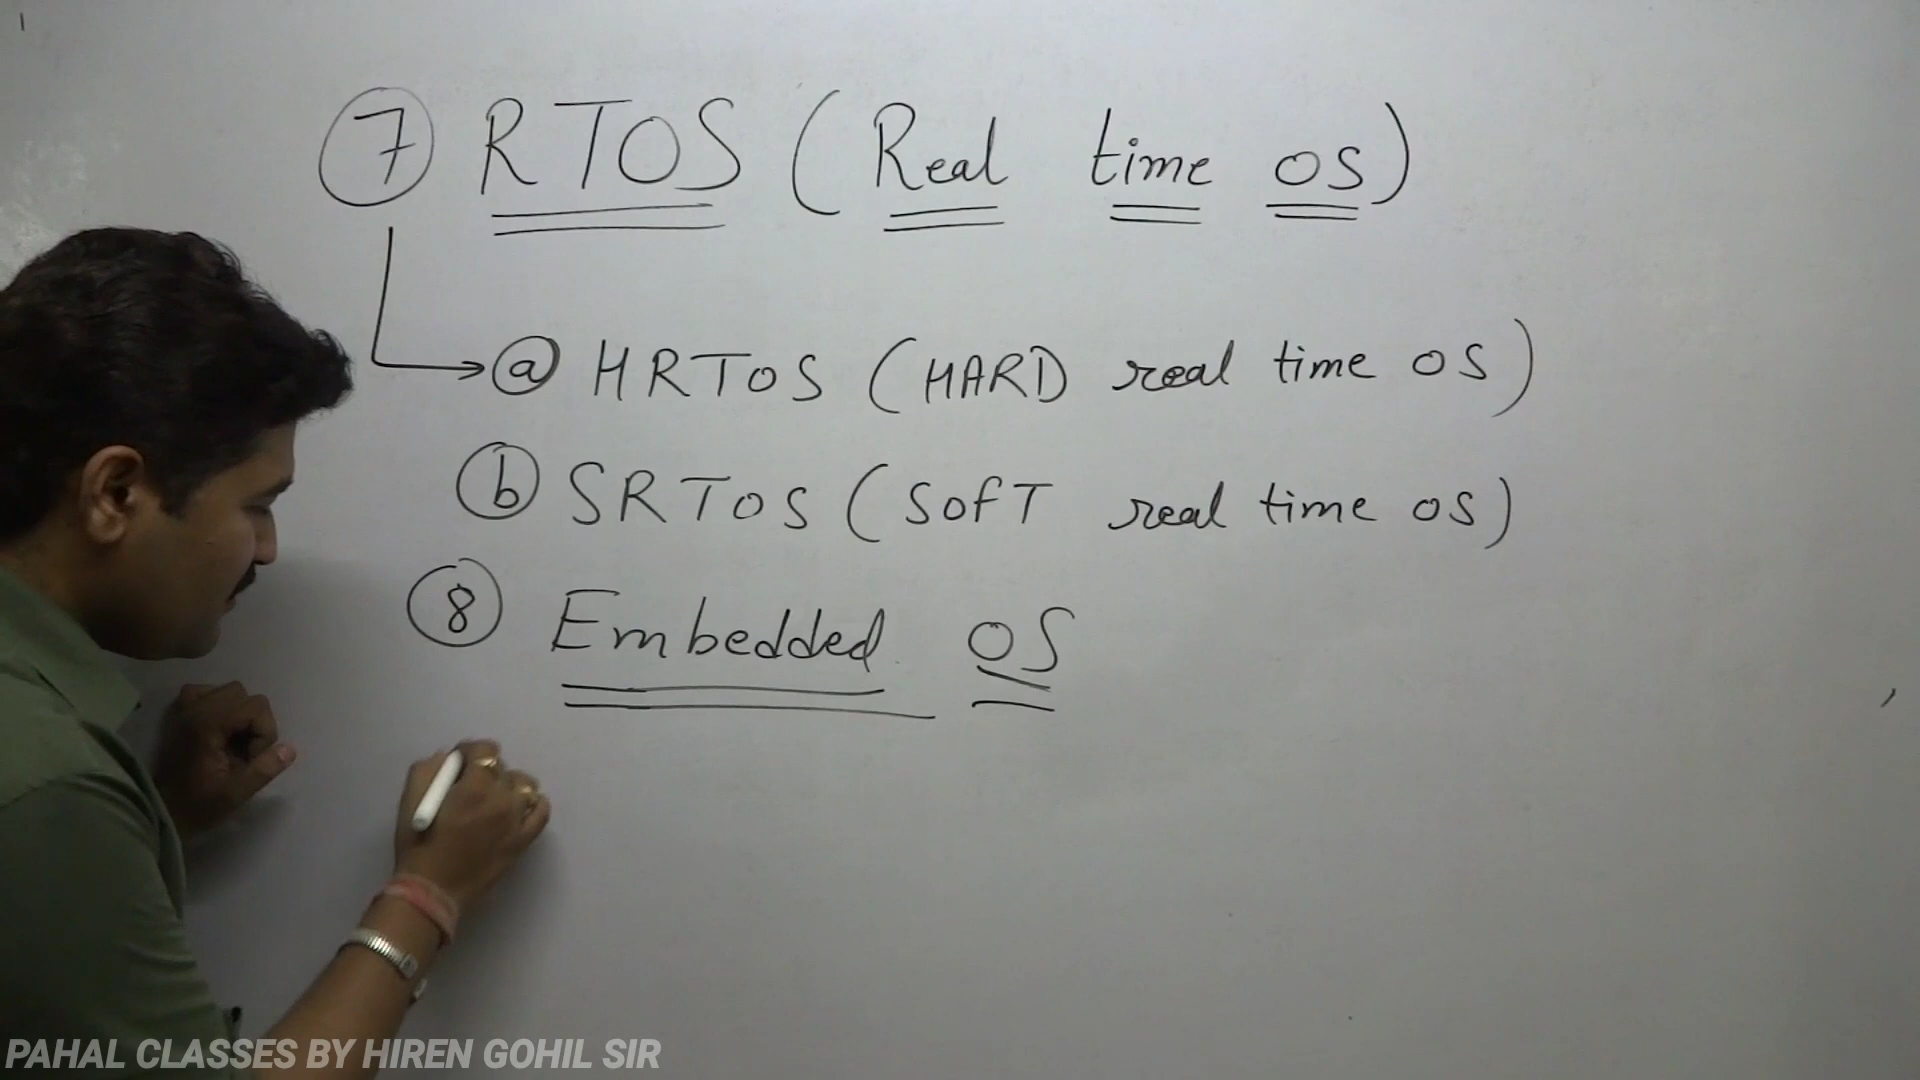 7 RTOS (Real time OS)
a HRTOS (HARD real time OS)
b SRTOS (SOFT real time OS)
8 Embedded OS
PAHAL CLASSES BY HIREN GOHIL SIR